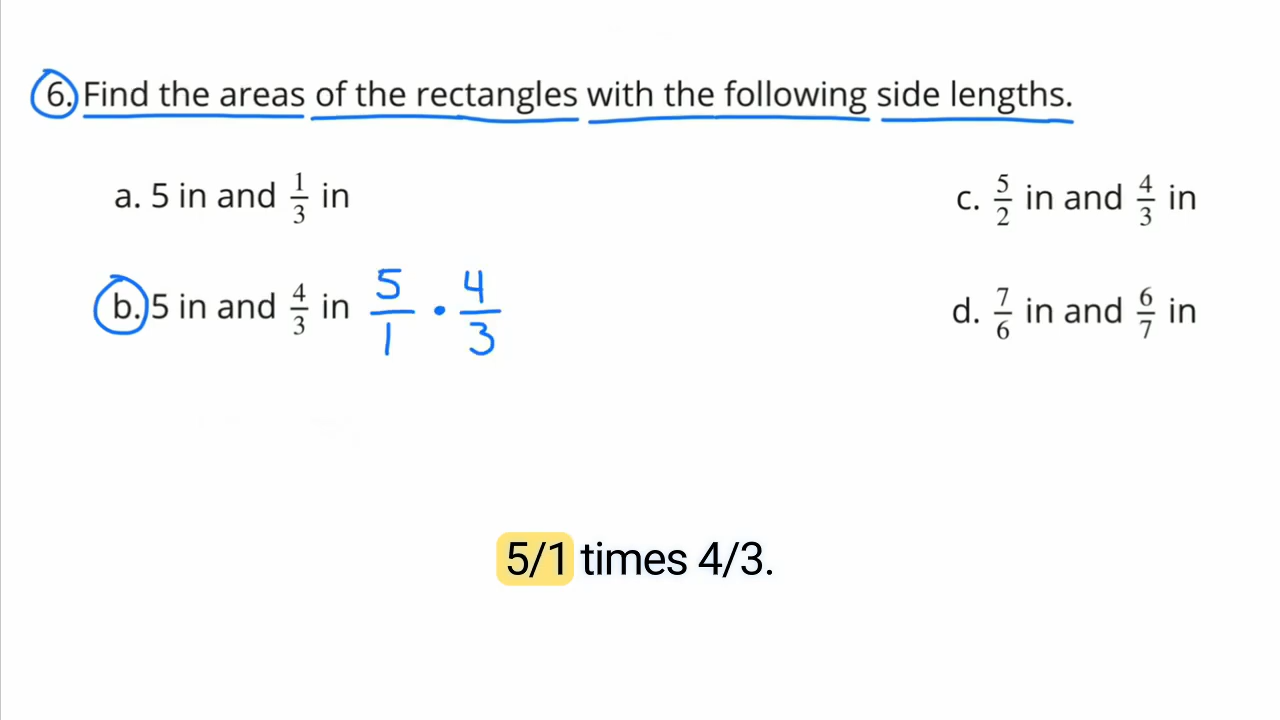 6. Find the areas of the rectangles with the following side lengths.
a. 5 in and 1/3 in
c. 5/2 in and 4/3 in
b. 5 in and 4/3 in 5/1 · 4/3
d. 7/6 in and 6/7 in
5/1 times 4/3.